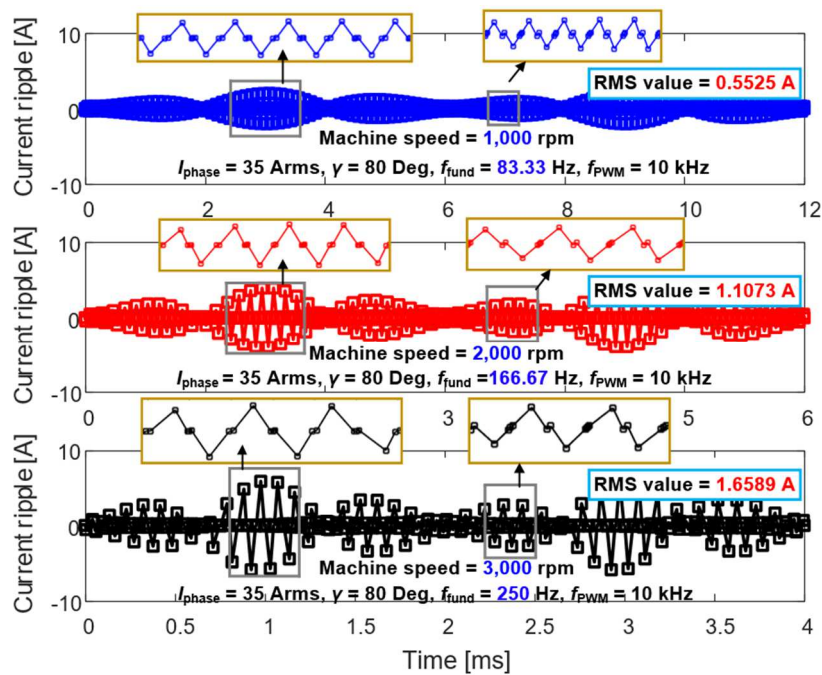 Current ripple [A]
10
0
-10
RMS value = 0.5525 A
Machine speed = 1,000 rpm
Iphase = 35 Arms, γ = 80 Deg, ffund = 83.33 Hz, fPWM = 10 kHz
0 2 4 6 8 10 12
Current ripple [A]
10
0
-10
RMS value = 1.1073 A
Machine speed = 2,000 rpm
Iphase = 35 Arms, γ = 80 Deg, ffund =166.67 Hz, fPWM = 10 kHz
0 3 5 6
Current ripple [A]
10
0
-10
RMS value = 1.6589 A
Machine speed = 3,000 rpm
Iphase = 35 Arms, γ = 80 Deg, ffund = 250 Hz, fPWM = 10 kHz
0 0.5 1 1.5 2 2.5 3 3.5 4
Time [ms]